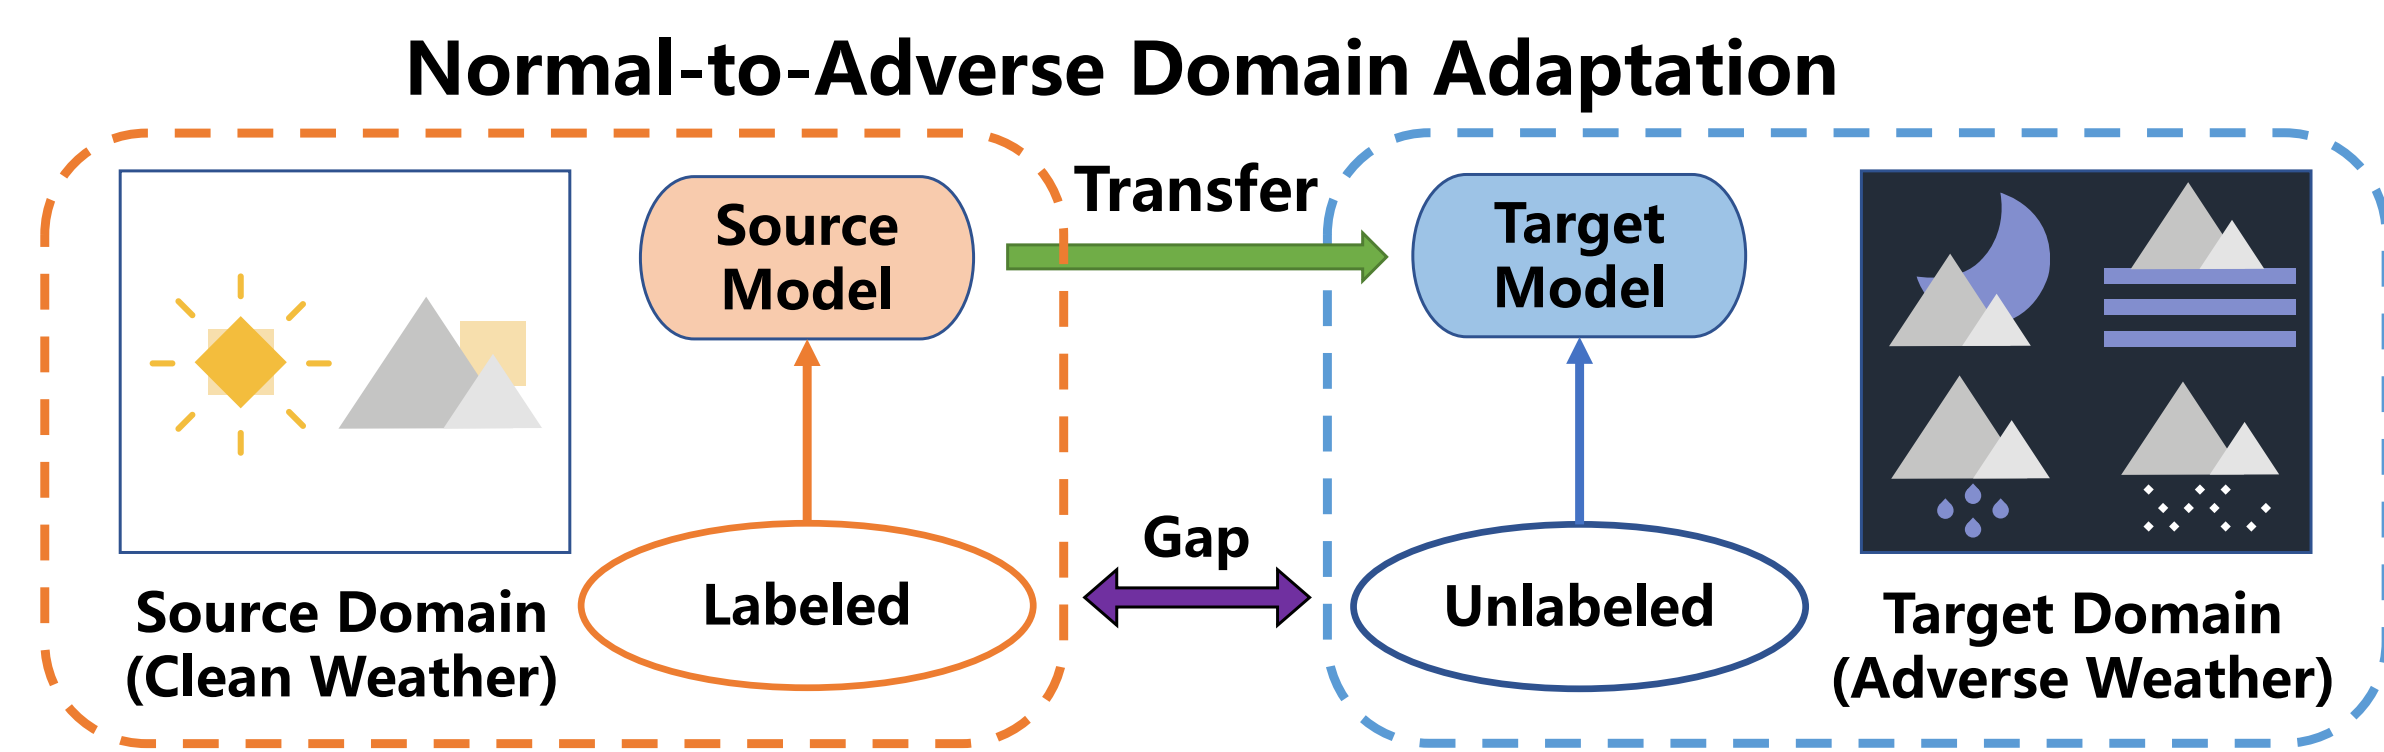 Normal-to-Adverse Domain Adaptation
Source
Model
Transfer
Target
Model
Labeled
Gap
Unlabeled
Source Domain
(Clean Weather)
Target Domain
(Adverse Weather)